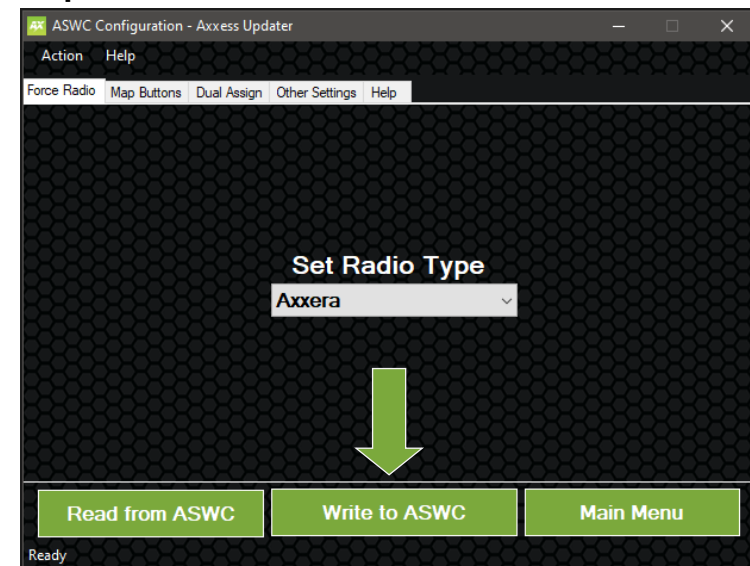 AX ASWC Configuration - Axxess Updater
Action Help
Force Radio Map Buttons Dual Assign Other Settings Help
Set Radio Type
Axxera
Read from ASWC Write to ASWC Main Menu
Ready